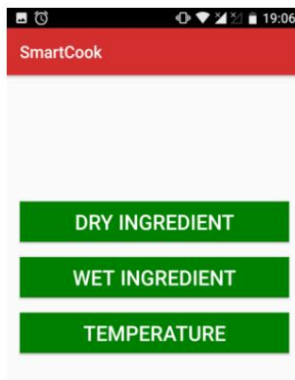 19:06
SmartCook
DRY INGREDIENT
WET INGREDIENT
TEMPERATURE